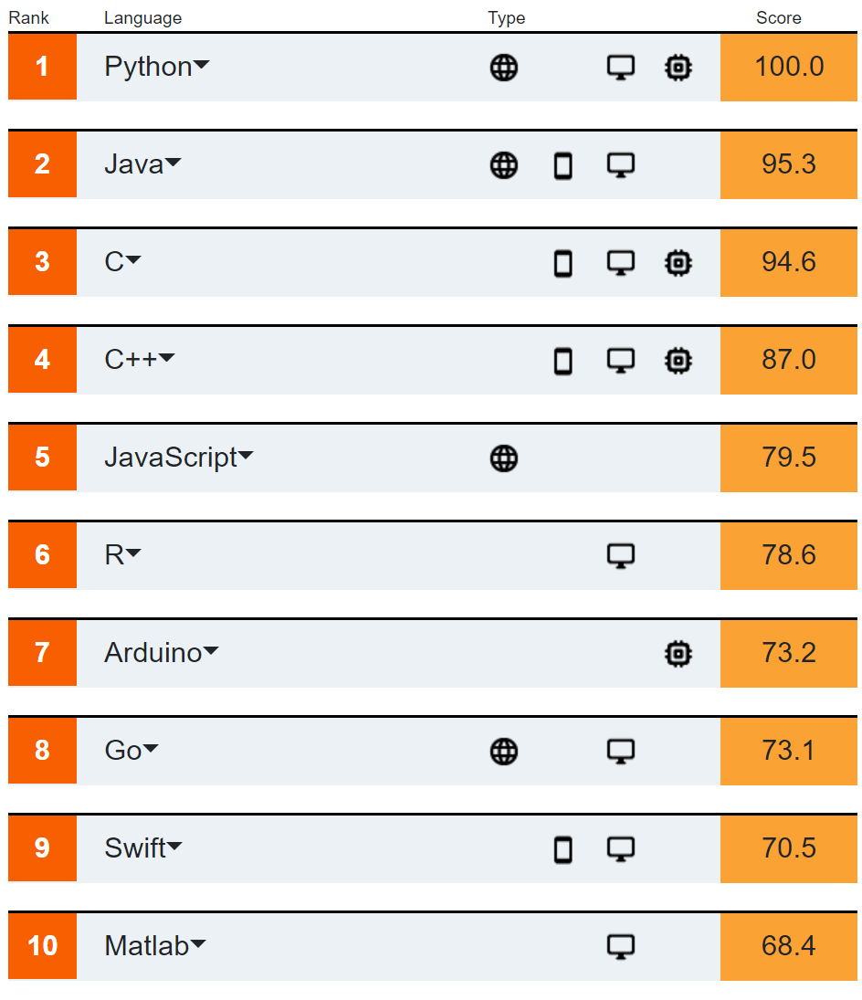 Rank Language Type Score
1 Python 100.0
2 Java 95.3
3 C 94.6
4 C++ 87.0
5 JavaScript 79.5
6 R 78.6
7 Arduino 73.2
8 Go 73.1
9 Swift 70.5
10 Matlab 68.4